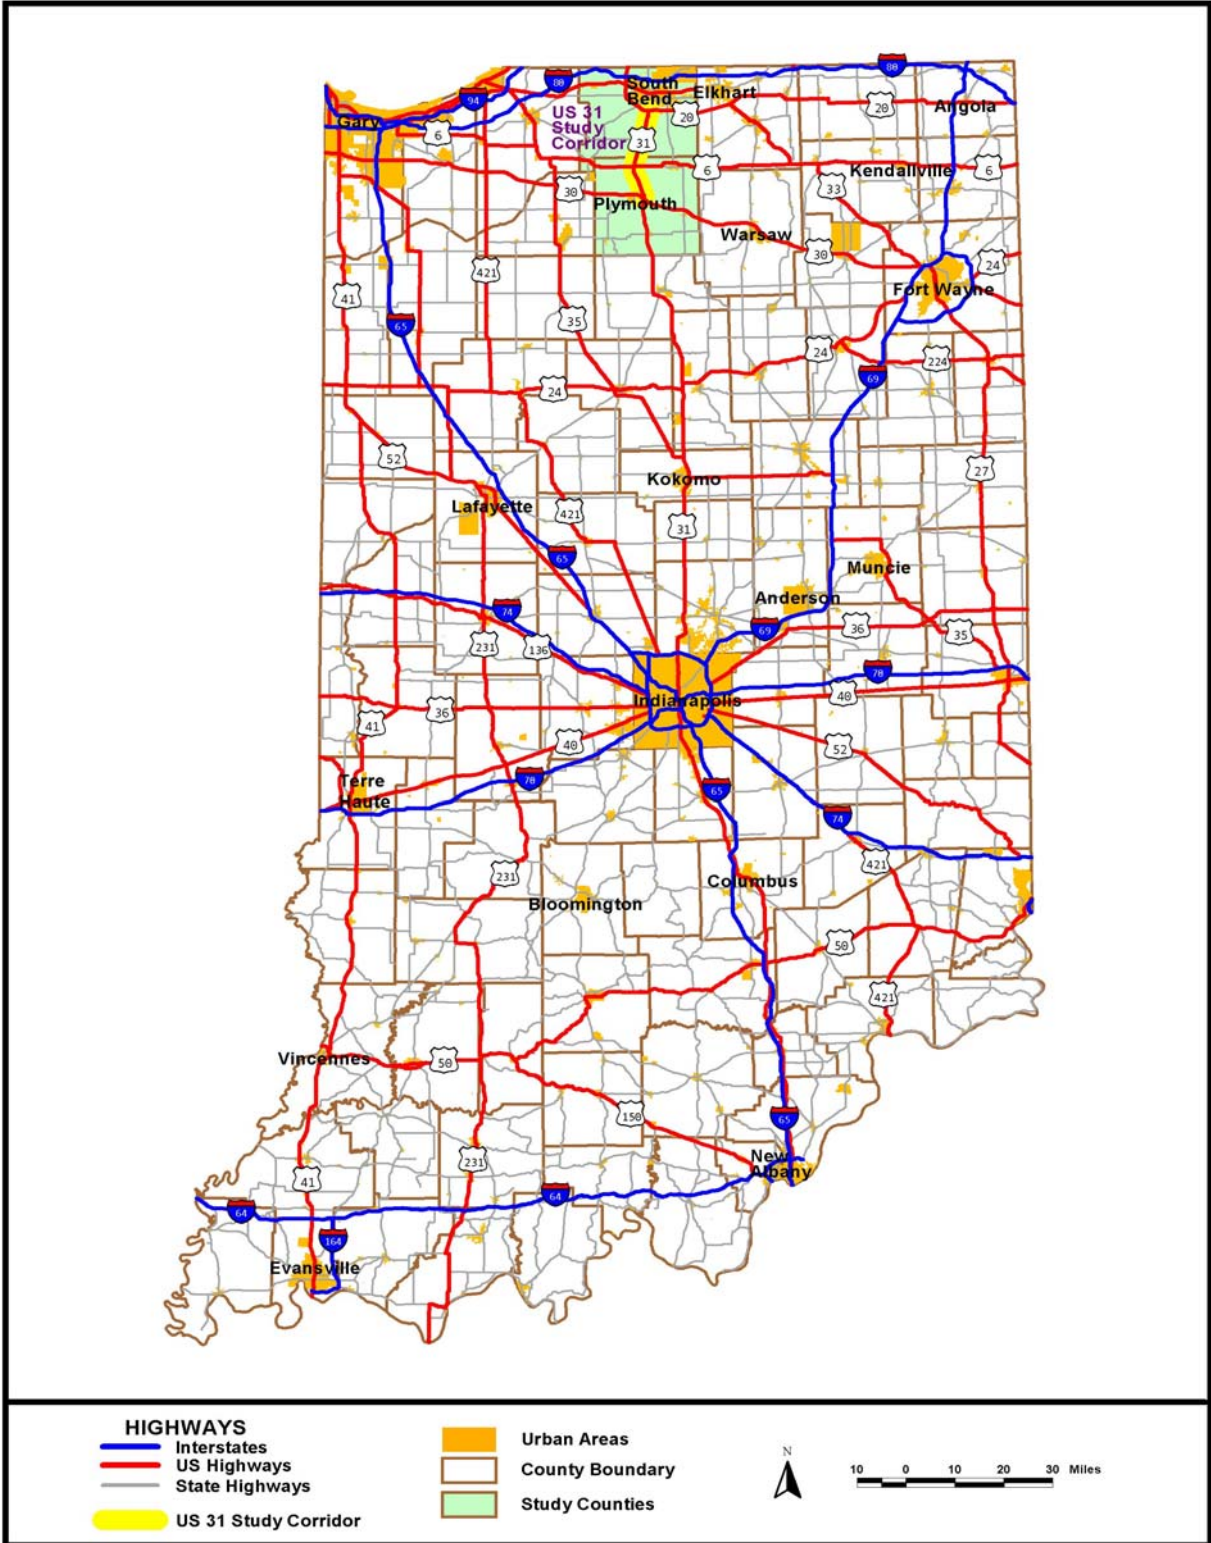 80
80
94
South
Bend
Elkhart
20
20
Angola
Gary
6
US 31
Study
Corridor
31
6
Kendallville
6
30
33
Plymouth
Warsaw
30
24
421
Fort Wayne
41
65
35
24
224
69
24
52
27
Kokomo
Lafayette
421
31
65
Muncie
Anderson
74
69
36
35
231
136
70
40
Indianapolis
36
41
40
52
70
Terre
Haute
65
74
421
231
Columbus
Bloomington
50
421
Vincennes
50
150
65
New
Albany
231
41
64
64
164
Evansville
HIGHWAYS
Interstates
US Highways
State Highways
US 31 Study Corridor
Urban Areas
County Boundary
Study Counties
N
10 0 10 20 30 Miles